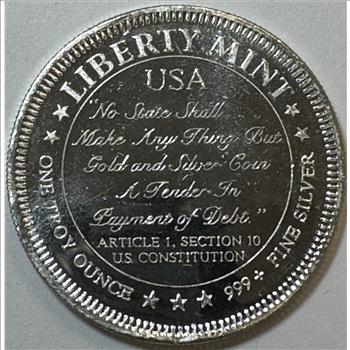 LIBERTY MINT
USA
"No State Shall
Make Any Thing But
Gold and Silver Coin
A Tender In
Payment of Debt."
ARTICLE 1, SECTION 10
U.S. CONSTITUTION
ONE TROY OUNCE
999+ FINE SILVER